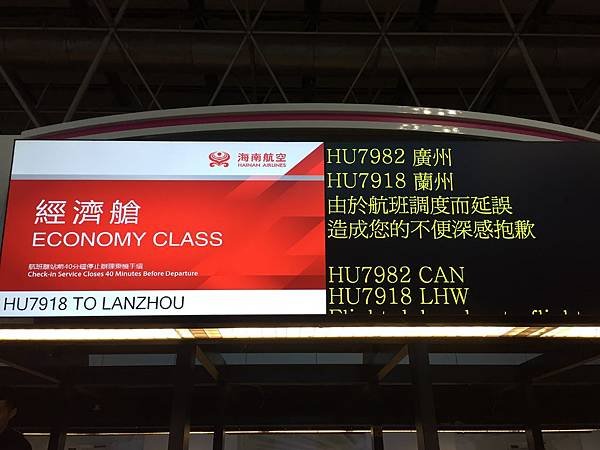 海南航空
HAINAN AIRLINES
經濟艙
ECONOMY CLASS
航班離站前40分鐘停止辦理乘機手續
Check-in Service Closes 40 Minutes Before Departure
HU7918 TO LANZHOU
HU7982 廣州
HU7918 蘭州
由於航班調度而延誤
造成您的不便深感抱歉
HU7982 CAN
HU7918 LHW